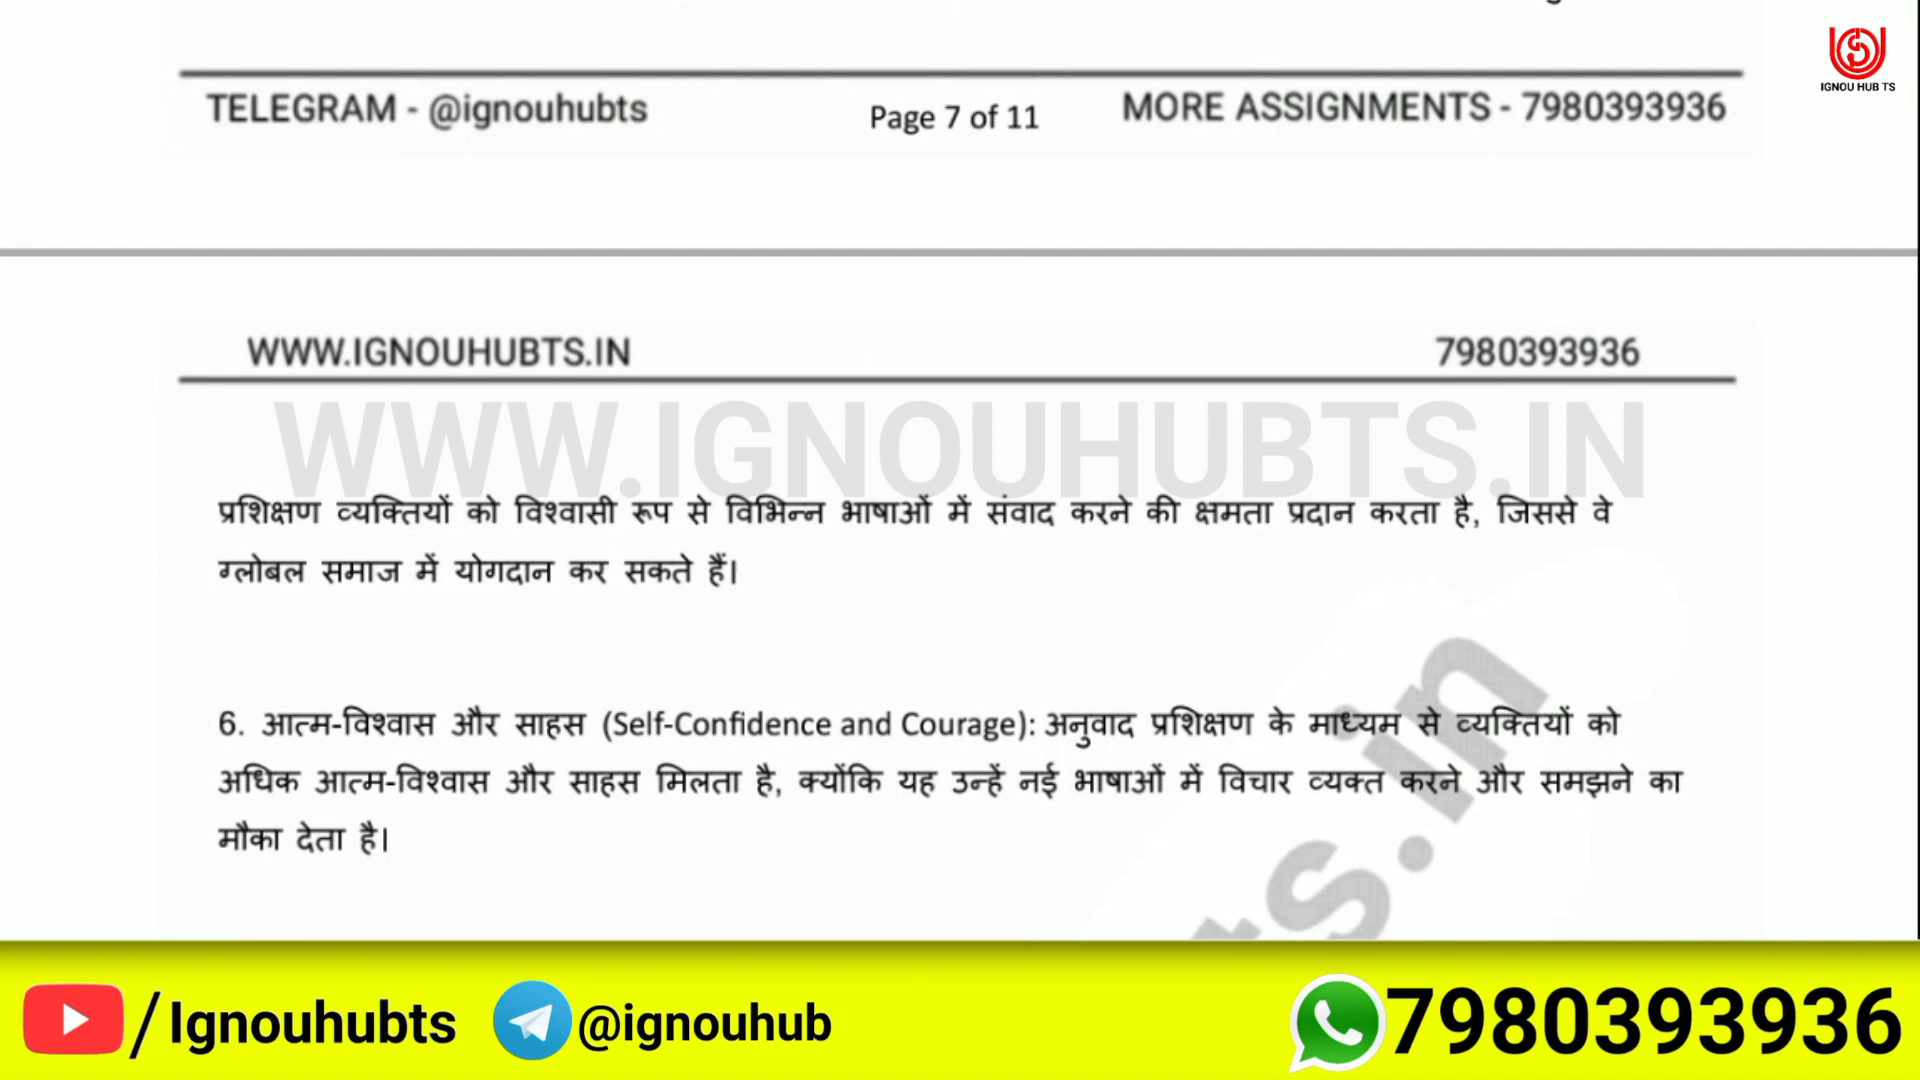 IGNOU HUB TS
TELEGRAM - @ignouhubts
Page 7 of 11
MORE ASSIGNMENTS - 7980393936
WWW.IGNOUHUBTS.IN
7980393936
WWW.IGNOUHUBTS.IN
प्रशिक्षण व्यक्तियों को विश्वासी रूप से विभिन्न भाषाओं में संवाद करने की क्षमता प्रदान करता है, जिससे वे
ग्लोबल समाज में योगदान कर सकते हैं।
6. आत्म-विश्वास और साहस (Self-Confidence and Courage): अनुवाद प्रशिक्षण के माध्यम से व्यक्तियों को
अधिक आत्म-विश्वास और साहस मिलता है, क्योंकि यह उन्हें नई भाषाओं में विचार व्यक्त करने और समझने का
मौका देता है।
ts.in
/Ignouhubts
@ignouhub
7980393936